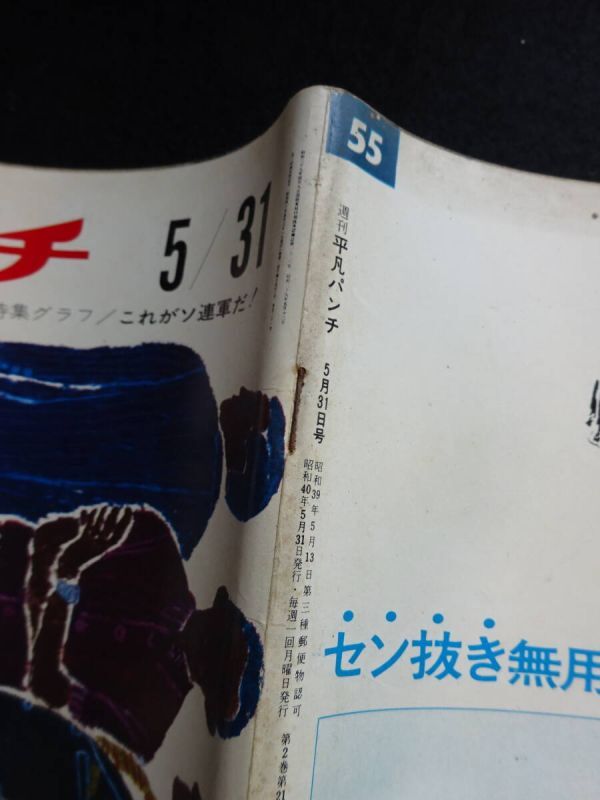 チ
5/31
特集グラフ/これがソ連軍だ!
55
週刊 平凡パンチ 5月31日号
昭和39年5月13日第三種郵便物認可
昭和40年5月31日発行・毎週一回月曜日発行 第2巻第21
セン抜き無用